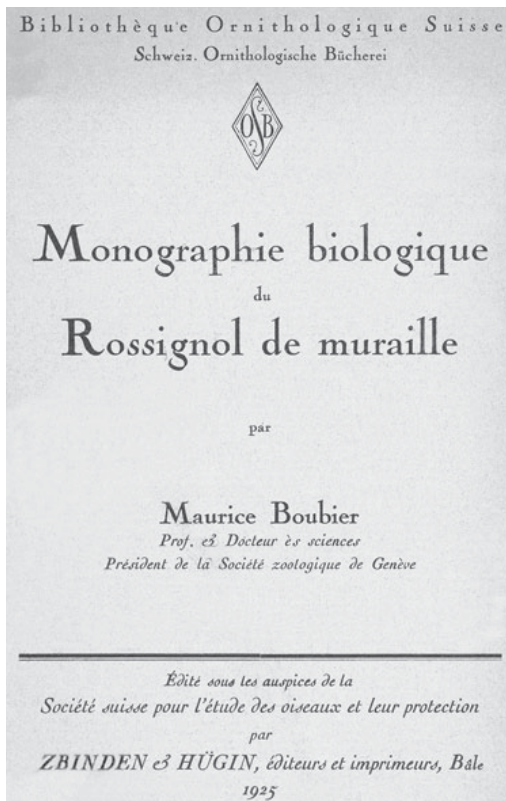 Bibliothèque Ornithologique Suisse
Schweiz. Ornithologische Bücherei
OSB
Monographie biologique
du
Rossignol de muraille
par
Maurice Boubier
Prof. & Docteur ès sciences
Président de la Société zoologique de Genève
Édité sous les auspices de la
Société suisse pour l'étude des oiseaux et leur protection
par
ZBINDEN & HÜGIN, éditeurs et imprimeurs, Bâle
1925